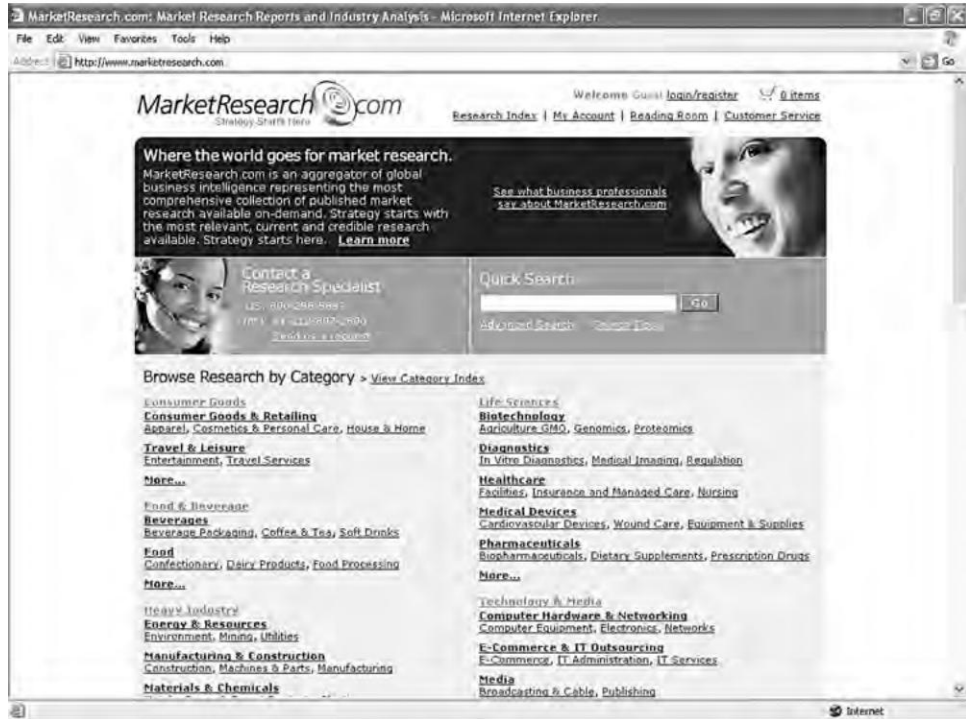 MarketResearch.com: Market Research Reports and Industry Analysis - Microsoft Internet Explorer
File Edit View Favorites Tools Help
Address http://www.marketresearch.com Go
MarketResearch.com
Strategy Starts Here
Welcome Guest login/register 0 items
Research Index | My Account | Reading Room | Customer Service
Where the world goes for market research.
MarketResearch.com is an aggregator of global
business intelligence representing the most
comprehensive collection of published market
research available on-demand. Strategy starts with
the most relevant, current and credible research
available. Strategy starts here. Learn more
See what business professionals
say about MarketResearch.com
Contact a
Research Specialist
Send us a request
Quick Search
Go
Advanced Search
Browse Research by Category > View Category Index
Consumer Goods
Consumer Goods & Retailing
Apparel, Cosmetics & Personal Care, House & Home
Travel & Leisure
Entertainment, Travel Services
More...
Food & Beverage
Beverages
Beverage Packaging, Coffee & Tea, Soft Drinks
Food
Confectionary, Dairy Products, Food Processing
More...
Heavy Industry
Energy & Resources
Environment, Mining, Utilities
Manufacturing & Construction
Construction, Machines & Parts, Manufacturing
Materials & Chemicals
Life Sciences
Biotechnology
Agriculture GMO, Genomics, Proteomics
Diagnostics
In Vitro Diagnostics, Medical Imaging, Regulation
Healthcare
Facilities, Insurance and Managed Care, Nursing
Medical Devices
Cardiovascular Devices, Wound Care, Equipment & Supplies
Pharmaceuticals
Biopharmaceuticals, Dietary Supplements, Prescription Drugs
More...
Technology & Media
Computer Hardware & Networking
Computer Equipment, Electronics, Networks
E-Commerce & IT Outsourcing
E-Commerce, IT Administration, IT Services
Media
Broadcasting & Cable, Publishing
Internet